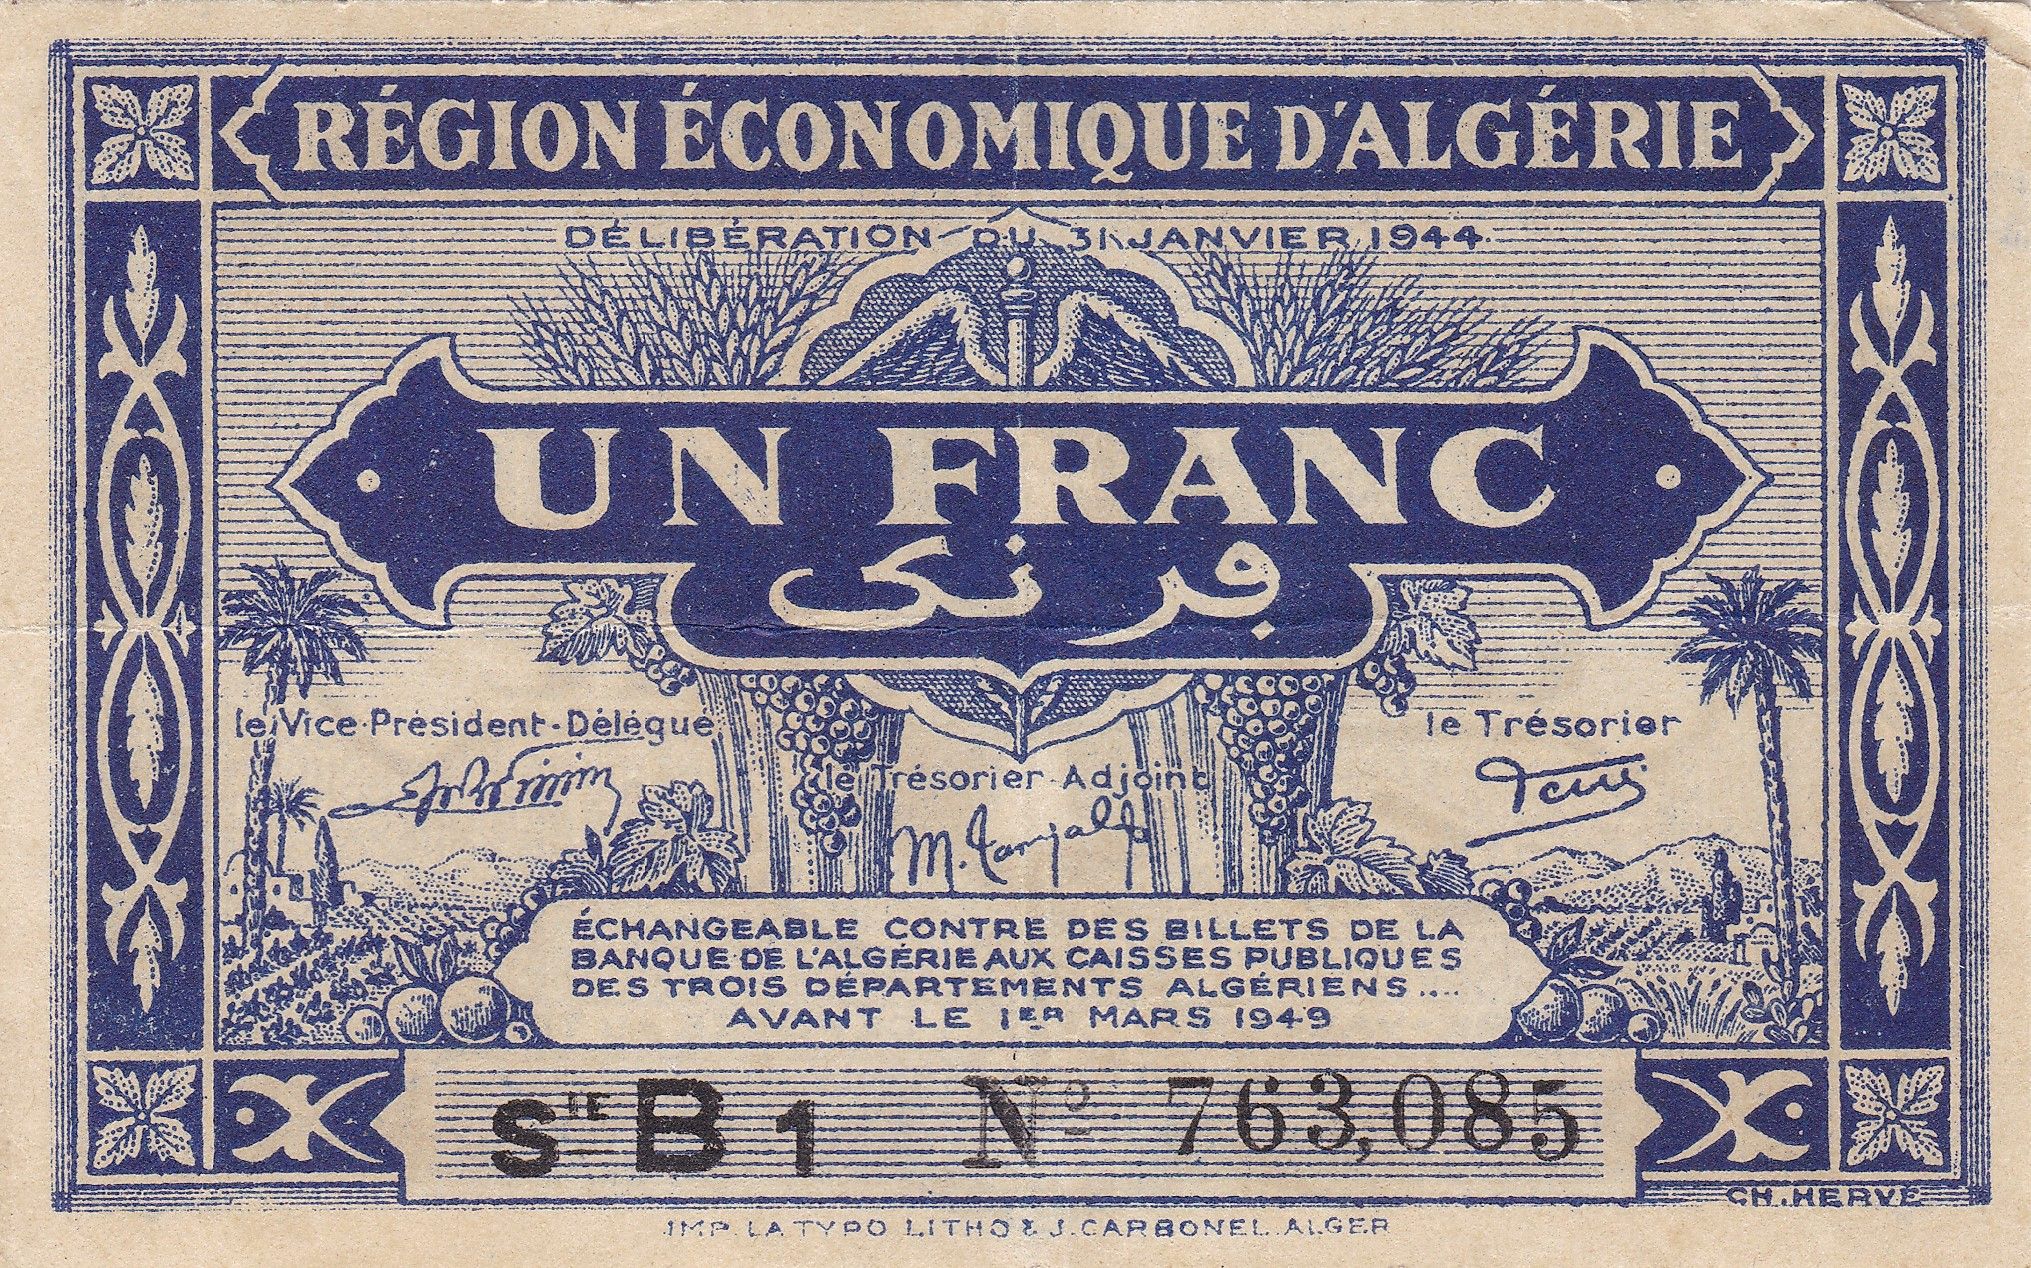 RÉGION ÉCONOMIQUE D'ALGÉRIE
DÉLIBÉRATION DU 31 JANVIER 1944
UN FRANC
فرنك
le Vice-Président-Délégué
le Trésorier
le Trésorier Adjoint
ÉCHANGEABLE CONTRE DES BILLETS DE LA
BANQUE DE L'ALGÉRIE AUX CAISSES PUBLIQUES
DES TROIS DÉPARTEMENTS ALGÉRIENS....
AVANT LE 1ER MARS 1949
SIE B1 No 763,085
CH. HERVÉ
IMP. LA TYPO LITHO & J. CARBONEL. ALGER